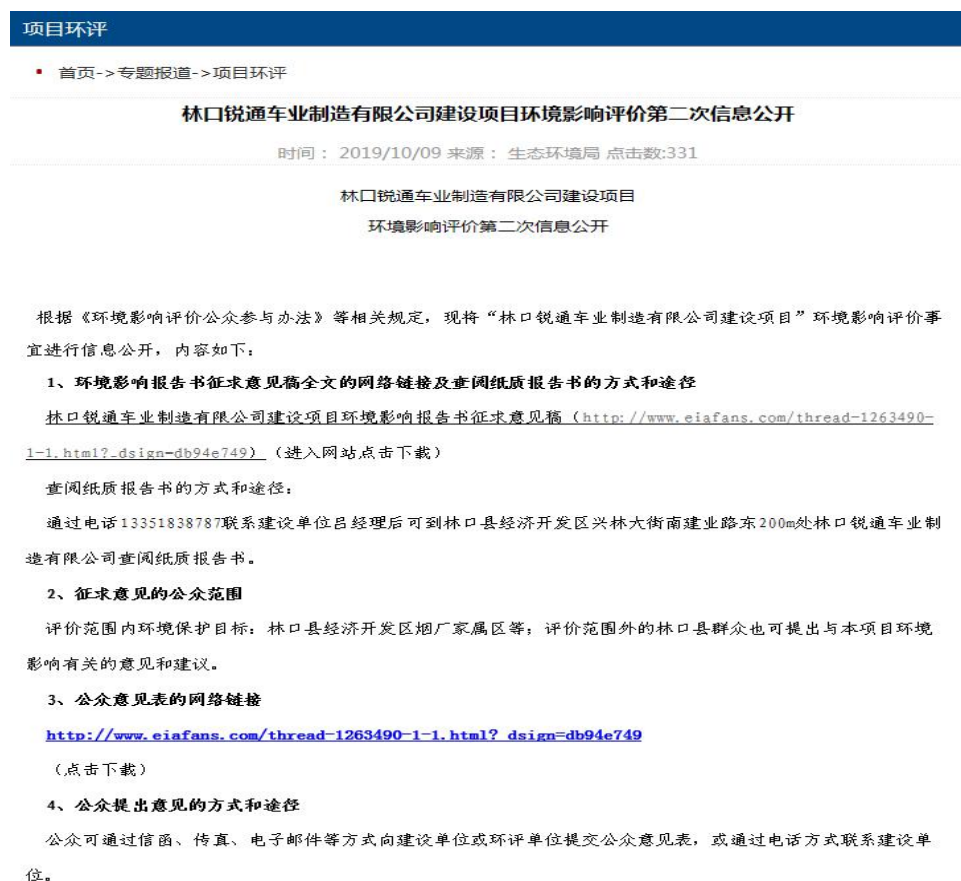 项目环评
首页->专题报道->项目环评
林口锐通车业制造有限公司建设项目环境影响评价第二次信息公开
时间： 2019/10/09 来源： 生态环境局 点击数:331
林口锐通车业制造有限公司建设项目
环境影响评价第二次信息公开
根据《环境影响评价公众参与办法》等相关规定，现将“林口锐通车业制造有限公司建设项目”环境影响评价事
宜进行信息公开，内容如下：
1、环境影响报告书征求意见稿全文的网络链接及查阅纸质报告书的方式和途径
林口锐通车业制造有限公司建设项目环境影响报告书征求意见稿（http://www.eiafans.com/thread-1263490-
1-1.html?_dsign=db94e749）（进入网站点击下载）
查阅纸质报告书的方式和途径：
通过电话13351838787联系建设单位吕经理后可到林口县经济开发区兴林大街南建业路东200m处林口锐通车业制
造有限公司查阅纸质报告书。
2、征求意见的公众范围
评价范围内环境保护目标：林口县经济开发区烟厂家属区等；评价范围外的林口县群众也可提出与本项目环境
影响有关的意见和建议。
3、公众意见表的网络链接
http://www.eiafans.com/thread-1263490-1-1.html?_dsign=db94e749
（点击下载）
4、公众提出意见的方式和途径
公众可通过信函、传真、电子邮件等方式向建设单位或环评单位提交公众意见表，或通过电话方式联系建设单
位。